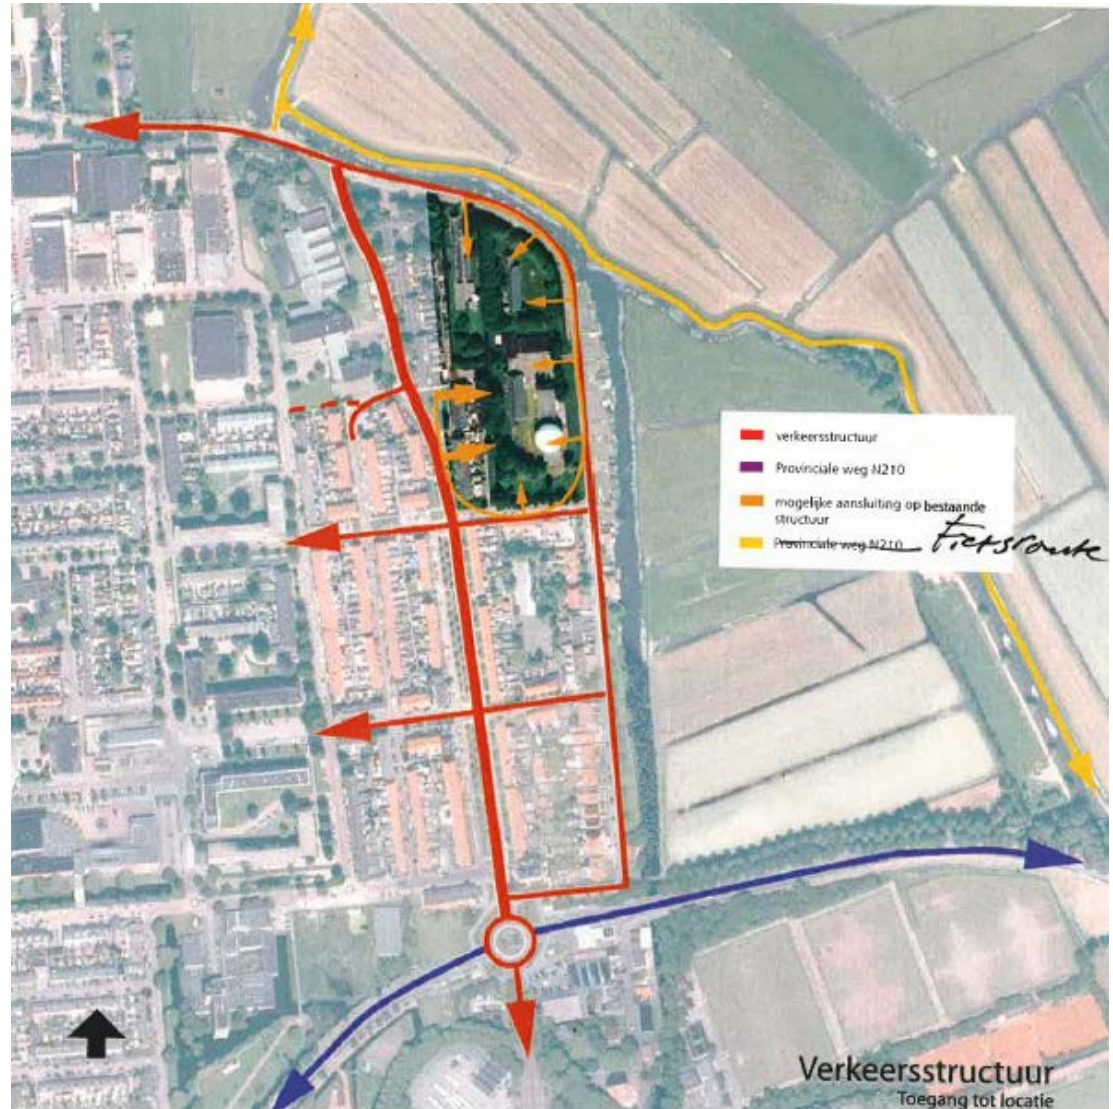 verkeersstructuur
Provinciale weg N210
mogelijke aansluiting op bestaande
structuur
Provinciale weg N210 Fietsroute
Verkeersstructuur
Toegang tot locatie